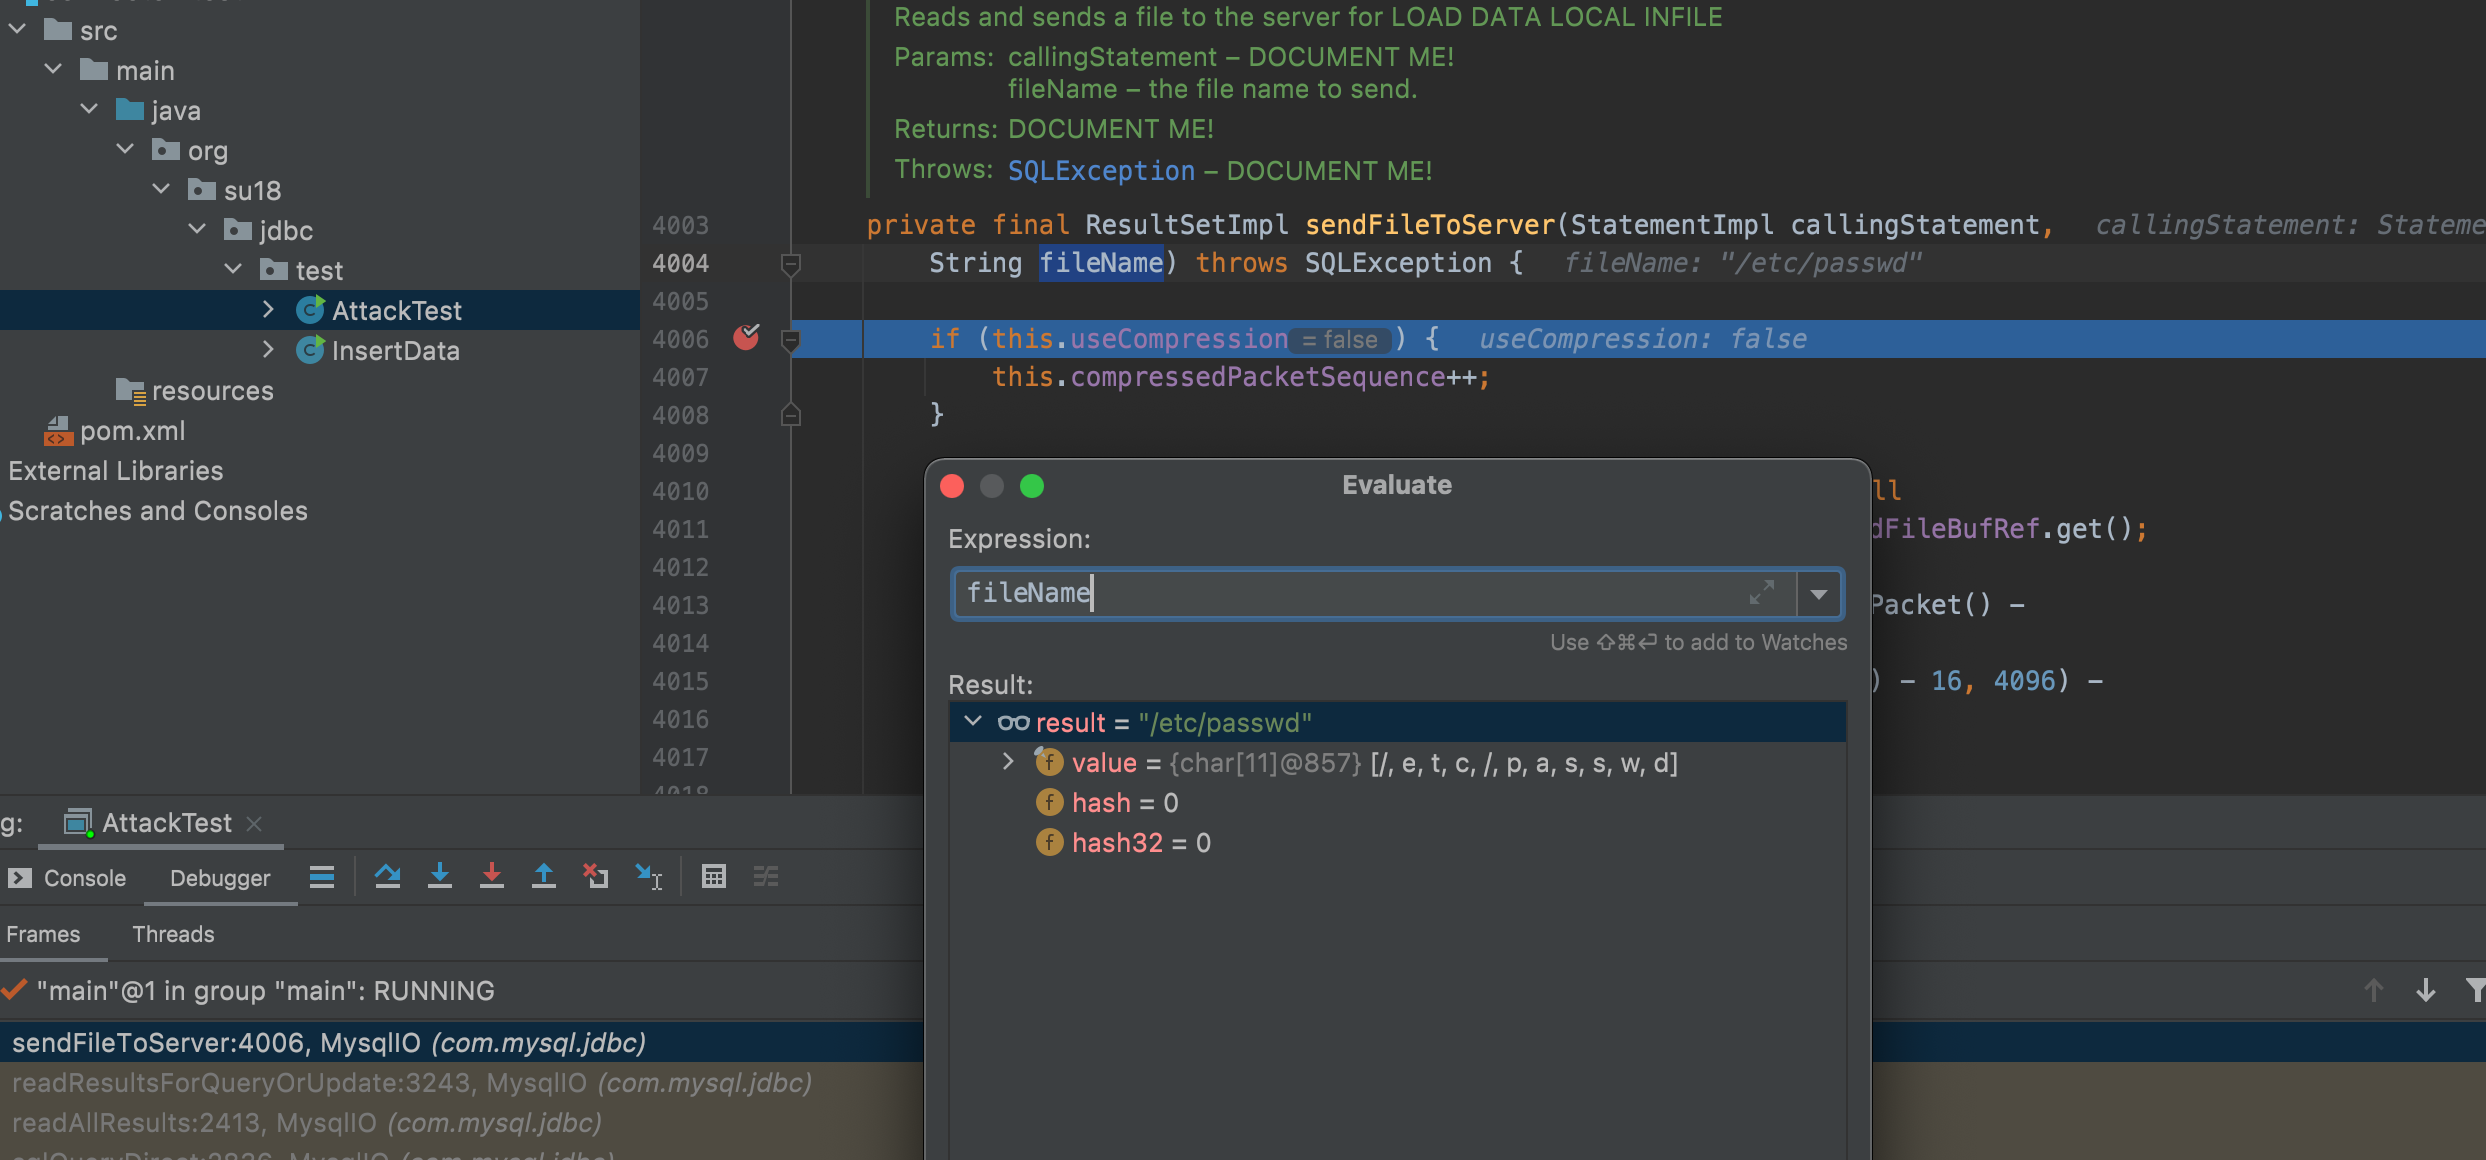 src
main
java
org
su18
jdbc
test
AttackTest
InsertData
resources
pom.xml
External Libraries
Scratches and Consoles
Reads and sends a file to the server for LOAD DATA LOCAL INFILE
Params: callingStatement – DOCUMENT ME!
fileName – the file name to send.
Returns: DOCUMENT ME!
Throws: SQLException – DOCUMENT ME!
4003 private final ResultSetImpl sendFileToServer(StatementImpl callingStatement, callingStatement: Stateme
4004 String fileName) throws SQLException { fileName: "/etc/passwd"
4005
4006 if (this.useCompression = false ) { useCompression: false
4007 this.compressedPacketSequence++;
4008 }
4009
4010 ll
4011 dFileBufRef.get();
4012
4013 Packet() -
4014
4015 ) - 16, 4096) -
4016
4017
4018
Evaluate
Expression:
fileName
Use ⇧⌘⏎ to add to Watches
Result:
result = "/etc/passwd"
value = {char[11]@857} [/, e, t, c, /, p, a, s, s, w, d]
hash = 0
hash32 = 0
g: AttackTest
Console Debugger
Frames Threads
"main"@1 in group "main": RUNNING
sendFileToServer:4006, MysqlIO (com.mysql.jdbc)
readResultsForQueryOrUpdate:3243, MysqlIO (com.mysql.jdbc)
readAllResults:2413, MysqlIO (com.mysql.jdbc)
MysqlIO (com.mysql.jdbc)